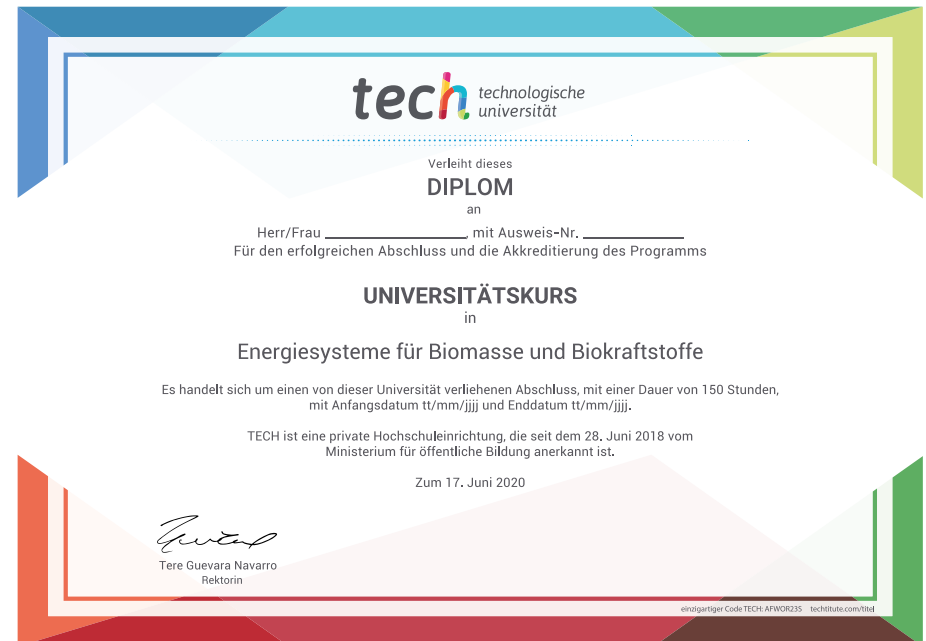 tech technologische
universität
Verleiht dieses
DIPLOM
an
Herr/Frau ____________________, mit Ausweis-Nr. ______________
Für den erfolgreichen Abschluss und die Akkreditierung des Programms
UNIVERSITÄTSKURS
in
Energiesysteme für Biomasse und Biokraftstoffe
Es handelt sich um einen von dieser Universität verliehenen Abschluss, mit einer Dauer von 150 Stunden,
mit Anfangsdatum tt/mm/jjjj und Enddatum tt/mm/jjjj.
TECH ist eine private Hochschuleinrichtung, die seit dem 28. Juni 2018 vom
Ministerium für öffentliche Bildung anerkannt ist.
Zum 17. Juni 2020
Tere Guevara Navarro
Rektorin
einzigartiger Code TECH: AFWOR23S techtitute.com/titel